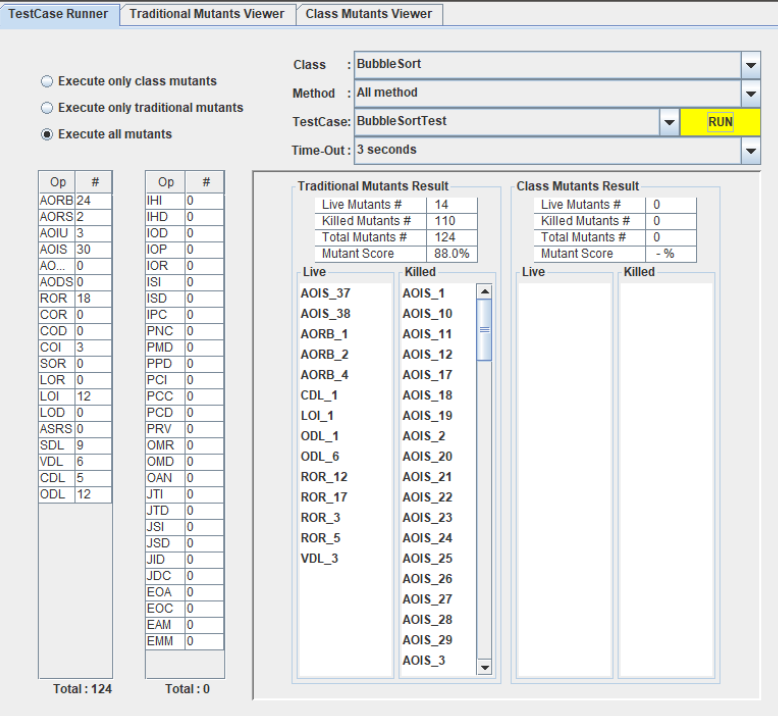 TestCase Runner Traditional Mutants Viewer Class Mutants Viewer
Execute only class mutants
Execute only traditional mutants
Execute all mutants
Class : BubbleSort
Method : All method
TestCase: BubbleSortTest RUN
Time-Out : 3 seconds
Op #
AORB 24
AORS 2
AOIU 3
AOIS 30
AO... 0
AODS 0
ROR 18
COR 0
COD 0
COI 3
SOR 0
LOR 0
LOI 12
LOD 0
ASRS 0
SDL 9
VDL 6
CDL 5
ODL 12
Total : 124
Op #
IHI 0
IHD 0
IOD 0
IOP 0
IOR 0
ISI 0
ISD 0
IPC 0
PNC 0
PMD 0
PPD 0
PCI 0
PCC 0
PCD 0
PRV 0
OMR 0
OMD 0
OAN 0
JTI 0
JTD 0
JSI 0
JSD 0
JID 0
JDC 0
EOA 0
EOC 0
EAM 0
EMM 0
Total : 0
Traditional Mutants Result
Live Mutants # 14
Killed Mutants # 110
Total Mutants # 124
Mutant Score 88.0%
Live
AOIS_37
AOIS_38
AORB_1
AORB_2
AORB_4
CDL_1
LOI_1
ODL_1
ODL_6
ROR_12
ROR_17
ROR_3
ROR_5
VDL_3
Killed
AOIS_1
AOIS_10
AOIS_11
AOIS_12
AOIS_17
AOIS_18
AOIS_19
AOIS_2
AOIS_20
AOIS_21
AOIS_22
AOIS_23
AOIS_24
AOIS_25
AOIS_26
AOIS_27
AOIS_28
AOIS_29
AOIS_3
Class Mutants Result
Live Mutants # 0
Killed Mutants # 0
Total Mutants # 0
Mutant Score - %
Live
Killed